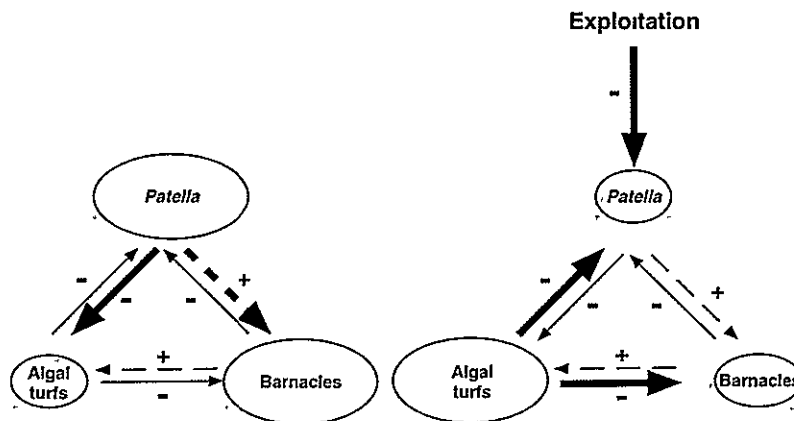 Exploitation
-
Patella
Patella
-
-
-
+
-
-
-
+
Algal
turfs
+
-
Barnacles
Algal
turfs
+
-
Barnacles